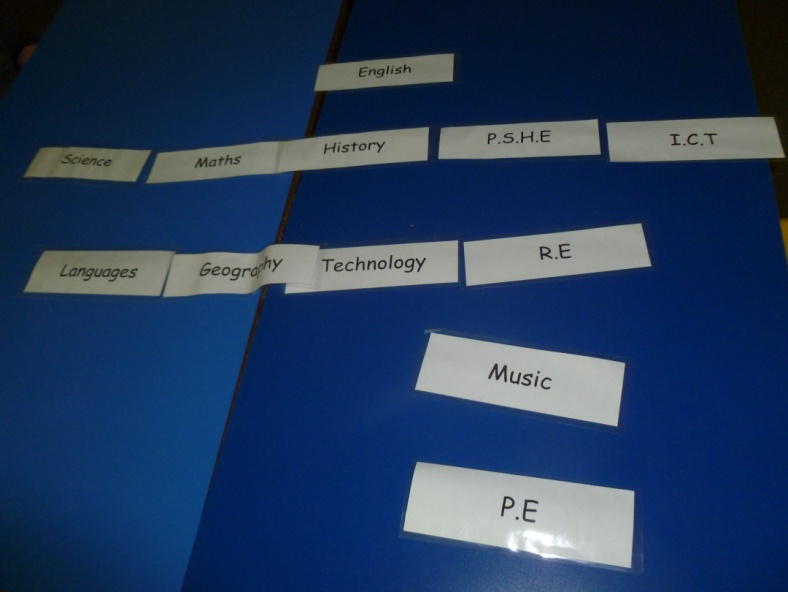 English
Science Maths History P.S.H.E I.C.T
Languages Geography Technology R.E
Music
P.E